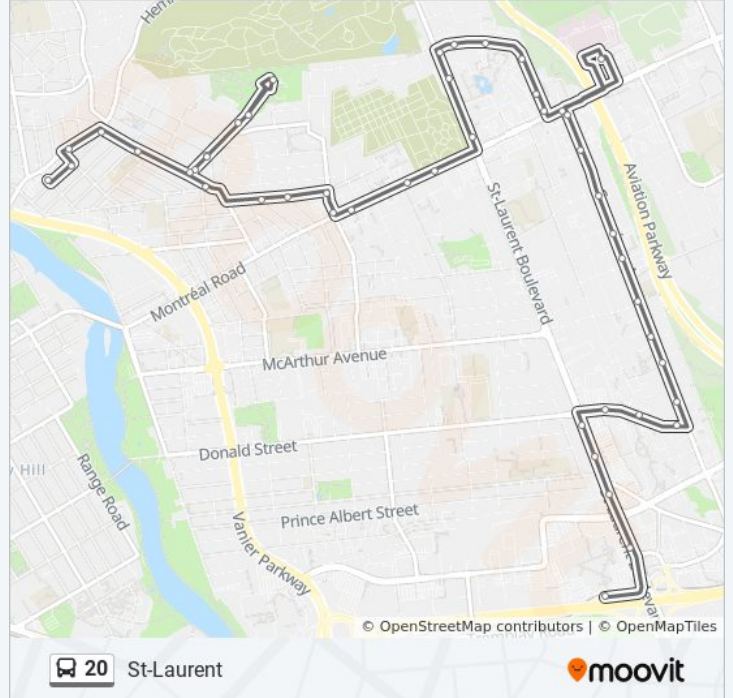 Aviation Parkway
St-Laurent Boulevard
Montréal Road
McArthur Avenue
Donald Street
Range Road
Prince Albert Street
Vanier Parkway
© OpenStreetMap contributors | © OpenMapTiles
20 St-Laurent
moovit